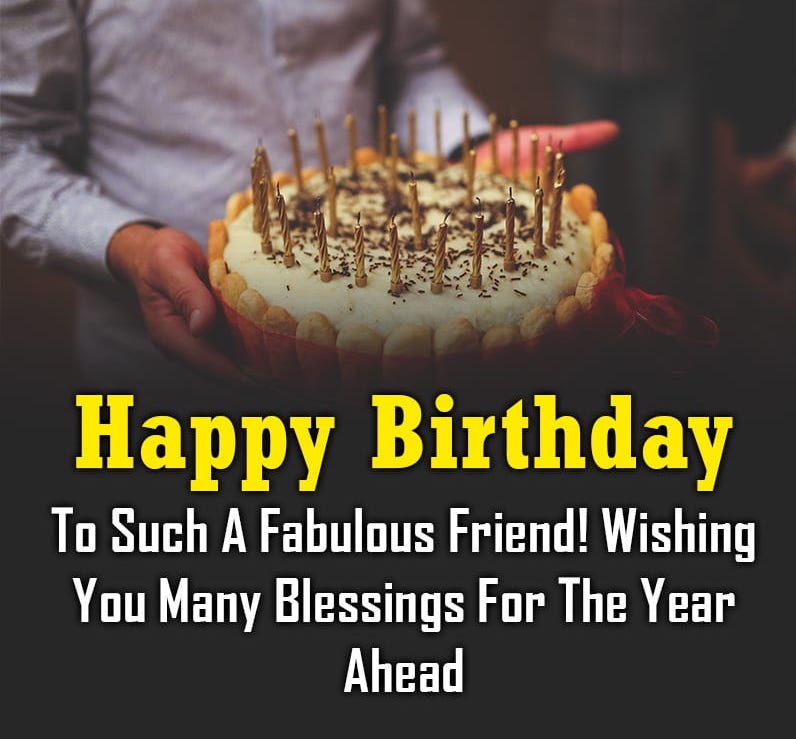 Happy Birthday
To Such A Fabulous Friend! Wishing
You Many Blessings For The Year
Ahead